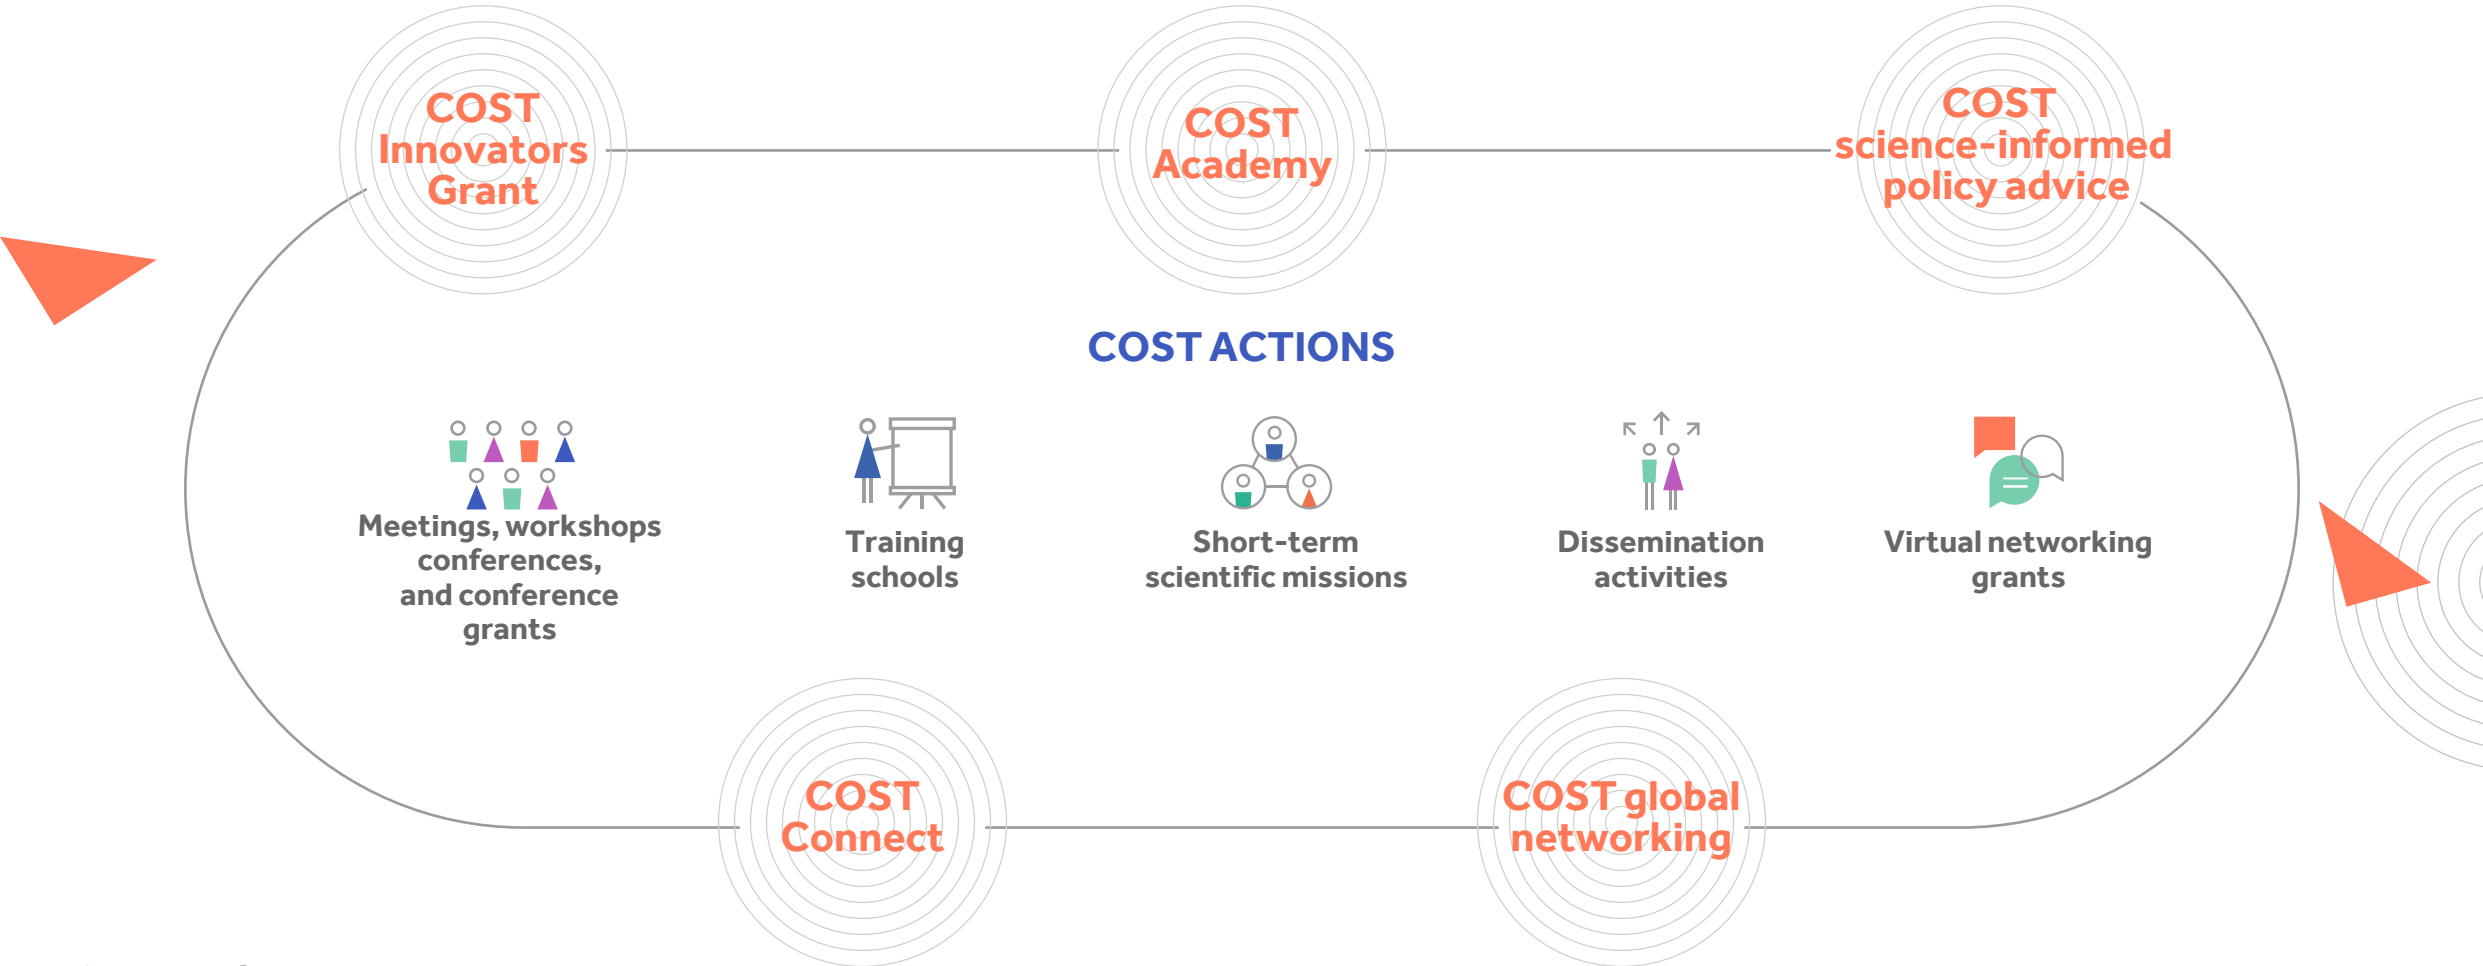 COST
Innovators
Grant
COST
Academy
COST
science-informed
policy advice
COST ACTIONS
Meetings, workshops
conferences,
and conference
grants
Training
schools
Short-term
scientific missions
Dissemination
activities
Virtual networking
grants
COST
Connect
COST global
networking